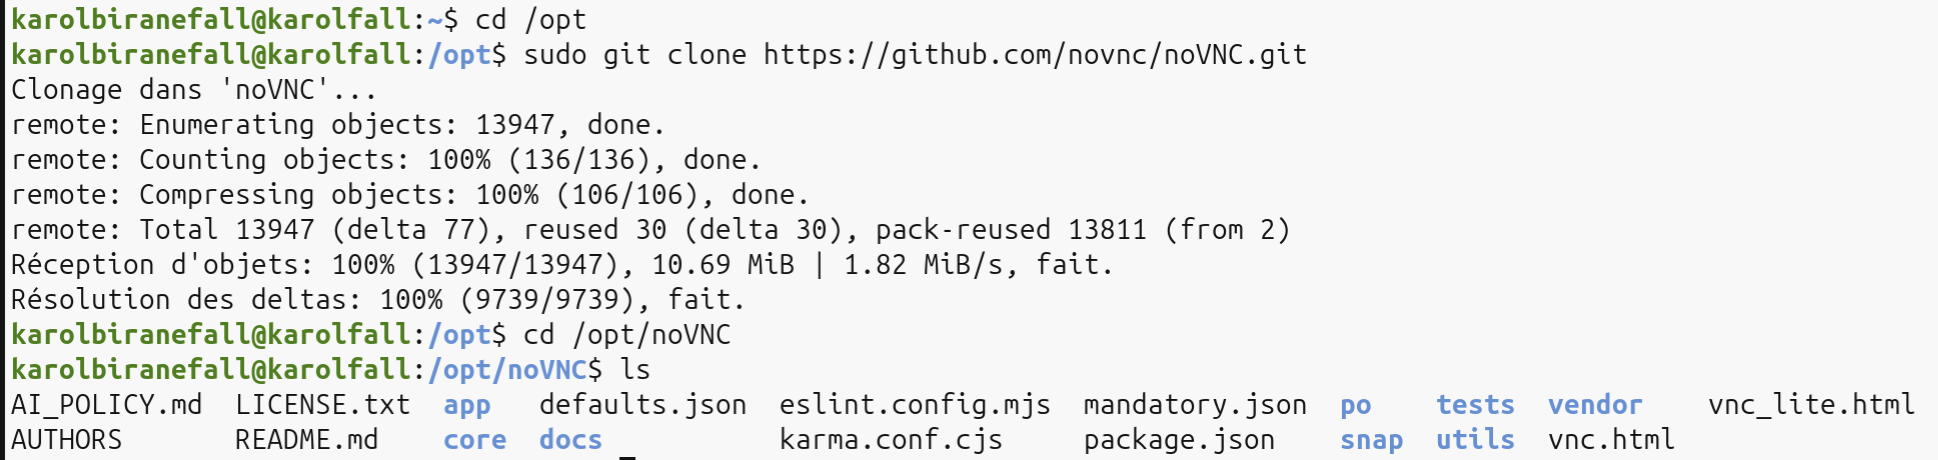 karolbiranefall@karolfall:~$ cd /opt
karolbiranefall@karolfall:/opt$ sudo git clone https://github.com/novnc/noVNC.git
Clonage dans 'noVNC'...
remote: Enumerating objects: 13947, done.
remote: Counting objects: 100% (136/136), done.
remote: Compressing objects: 100% (106/106), done.
remote: Total 13947 (delta 77), reused 30 (delta 30), pack-reused 13811 (from 2)
Réception d'objets: 100% (13947/13947), 10.69 MiB | 1.82 MiB/s, fait.
Résolution des deltas: 100% (9739/9739), fait.
karolbiranefall@karolfall:/opt$ cd /opt/noVNC
karolbiranefall@karolfall:/opt/noVNC$ ls
AI_POLICY.md  LICENSE.txt  app   defaults.json  eslint.config.mjs  mandatory.json  po    tests  vendor    vnc_lite.html
AUTHORS       README.md    core  docs           karma.conf.cjs     package.json    snap  utils  vnc.html